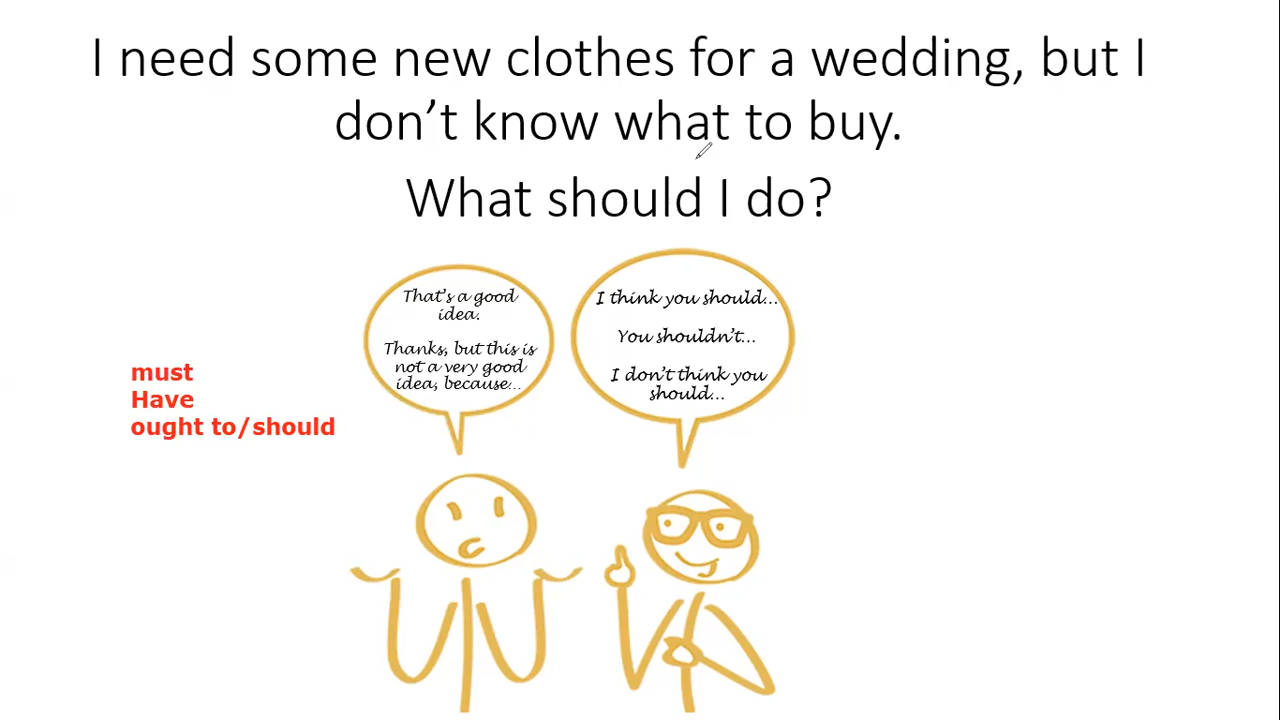 I need some new clothes for a wedding, but I
don’t know what to buy.
What should I do?
That’s a good
idea.
Thanks, but this is
not a very good
idea, because…
I think you should…
You shouldn’t…
I don’t think you
should…
must
Have
ought to/should